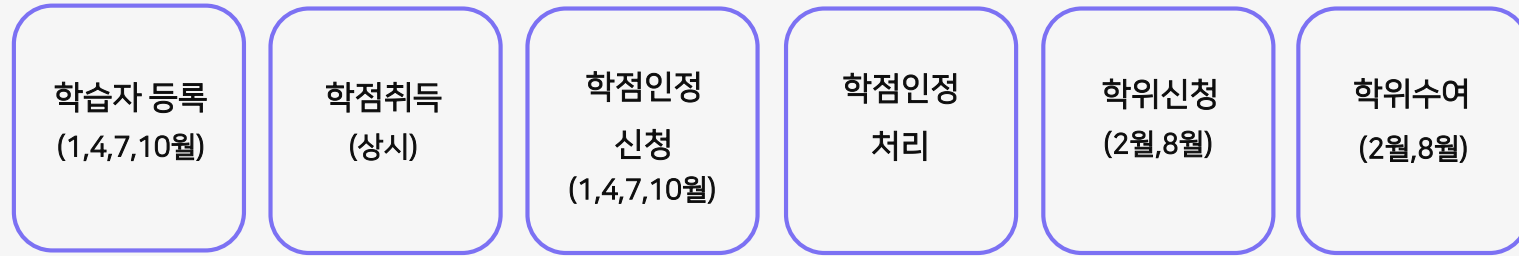 학습자 등록
(1,4,7,10월)
학점취득
(상시)
학점인정
신청
(1,4,7,10월)
학점인정
처리
학위신청
(2월,8월)
학위수여
(2월,8월)